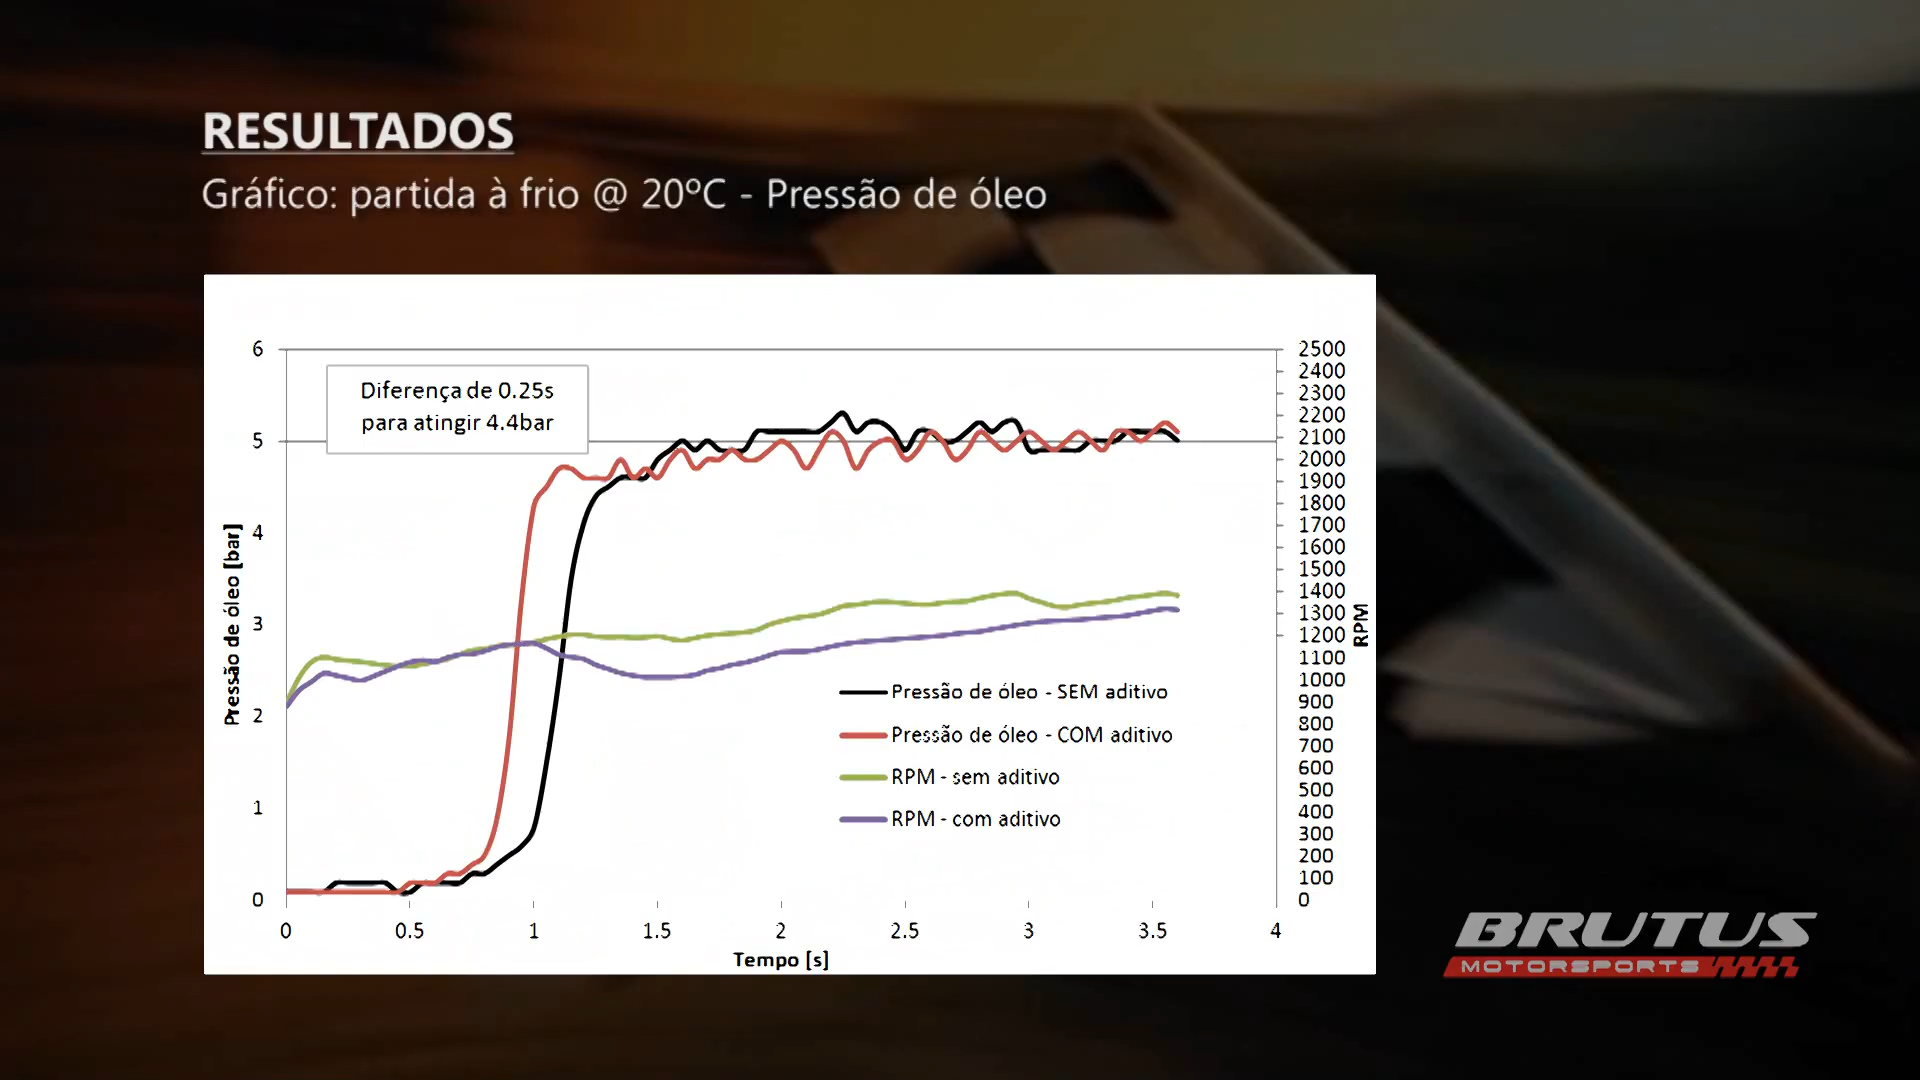 RESULTADOS
Gráfico: partida à frio @ 20ºC - Pressão de óleo
Diferença de 0.25s
para atingir 4.4bar
6
5
4
3
2
1
0
Pressão de óleo [bar]
2500
2400
2300
2200
2100
2000
1900
1800
1700
1600
1500
1400
1300
1200
1100
1000
900
800
700
600
500
400
300
200
100
0
RPM
Pressão de óleo - SEM aditivo
Pressão de óleo - COM aditivo
RPM - sem aditivo
RPM - com aditivo
0 0.5 1 1.5 2 2.5 3 3.5 4
Tempo [s]
BRUTUS
MOTORSPORTS